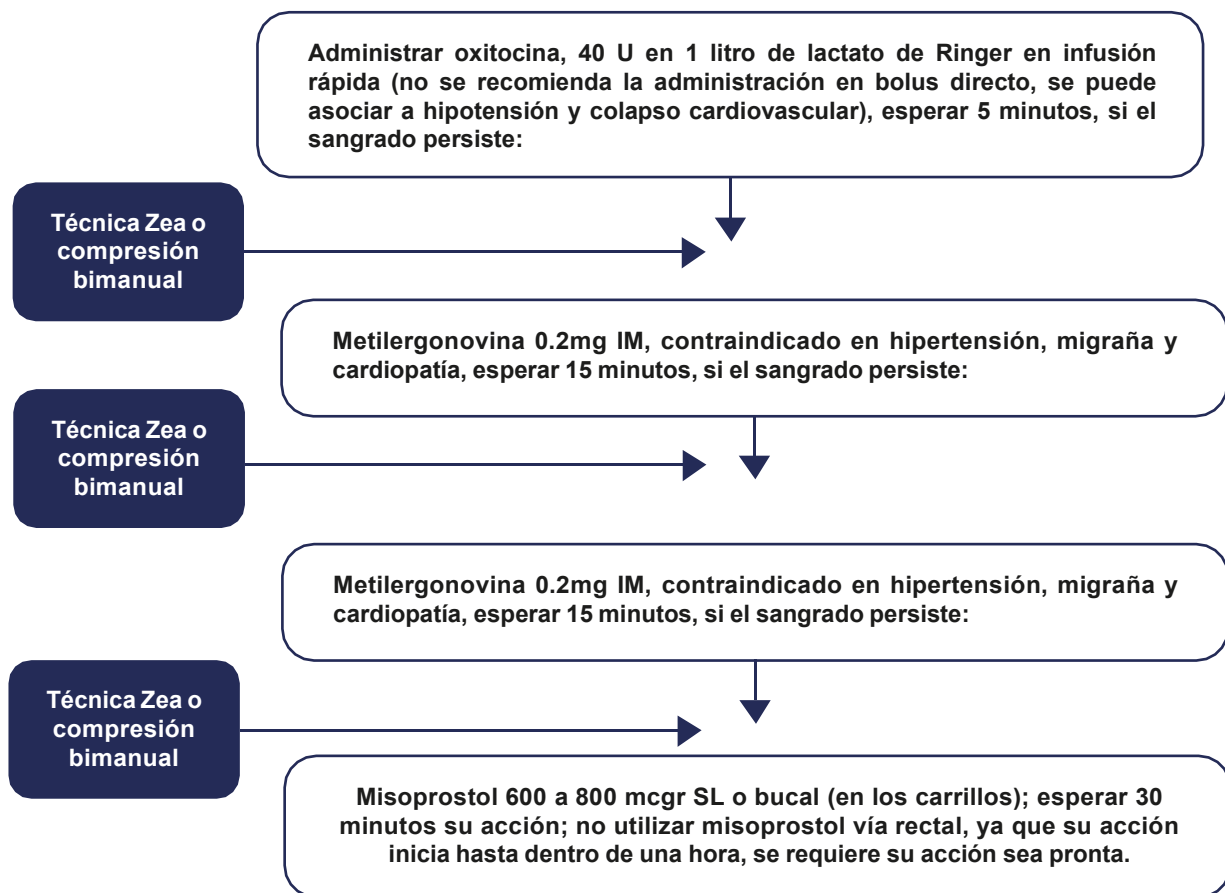 Administrar oxitocina, 40 U en 1 litro de lactato de Ringer en infusión
rápida (no se recomienda la administración en bolus directo, se puede
asociar a hipotensión y colapso cardiovascular), esperar 5 minutos, si el
sangrado persiste:
Técnica Zea o
compresión
bimanual
Metilergonovina 0.2mg IM, contraindicado en hipertensión, migraña y
cardiopatía, esperar 15 minutos, si el sangrado persiste:
Técnica Zea o
compresión
bimanual
Metilergonovina 0.2mg IM, contraindicado en hipertensión, migraña y
cardiopatía, esperar 15 minutos, si el sangrado persiste:
Técnica Zea o
compresión
bimanual
Misoprostol 600 a 800 mcgr SL o bucal (en los carrillos); esperar 30
minutos su acción; no utilizar misoprostol vía rectal, ya que su acción
inicia hasta dentro de una hora, se requiere su acción sea pronta.